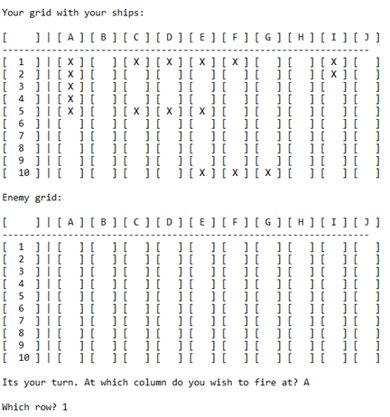 Your grid with your ships:
[    ]|[ A ][ B ][ C ][ D ][ E ][ F ][ G ][ H ][ I ][ J ]
--------------------------------------------------------
[ 1  ]|[ X ][   ][ X ][ X ][ X ][ X ][   ][   ][ X ][   ]
[ 2  ]|[ X ][   ][   ][   ][   ][   ][   ][   ][ X ][   ]
[ 3  ]|[ X ][   ][   ][   ][   ][   ][   ][   ][   ][   ]
[ 4  ]|[ X ][   ][   ][   ][   ][   ][   ][   ][   ][   ]
[ 5  ]|[ X ][   ][ X ][ X ][ X ][   ][   ][   ][   ][   ]
[ 6  ]|[   ][   ][   ][   ][   ][   ][   ][   ][   ][   ]
[ 7  ]|[   ][   ][   ][   ][   ][   ][   ][   ][   ][   ]
[ 8  ]|[   ][   ][   ][   ][   ][   ][   ][   ][   ][   ]
[ 9  ]|[   ][   ][   ][   ][   ][   ][   ][   ][   ][   ]
[ 10 ]|[   ][   ][   ][   ][ X ][ X ][ X ][   ][   ][   ]
Enemy grid:
[    ]|[ A ][ B ][ C ][ D ][ E ][ F ][ G ][ H ][ I ][ J ]
--------------------------------------------------------
[ 1  ]|[   ][   ][   ][   ][   ][   ][   ][   ][   ][   ]
[ 2  ]|[   ][   ][   ][   ][   ][   ][   ][   ][   ][   ]
[ 3  ]|[   ][   ][   ][   ][   ][   ][   ][   ][   ][   ]
[ 4  ]|[   ][   ][   ][   ][   ][   ][   ][   ][   ][   ]
[ 5  ]|[   ][   ][   ][   ][   ][   ][   ][   ][   ][   ]
[ 6  ]|[   ][   ][   ][   ][   ][   ][   ][   ][   ][   ]
[ 7  ]|[   ][   ][   ][   ][   ][   ][   ][   ][   ][   ]
[ 8  ]|[   ][   ][   ][   ][   ][   ][   ][   ][   ][   ]
[ 9  ]|[   ][   ][   ][   ][   ][   ][   ][   ][   ][   ]
[ 10 ]|[   ][   ][   ][   ][   ][   ][   ][   ][   ][   ]
Its your turn. At which column do you wish to fire at? A
Which row? 1